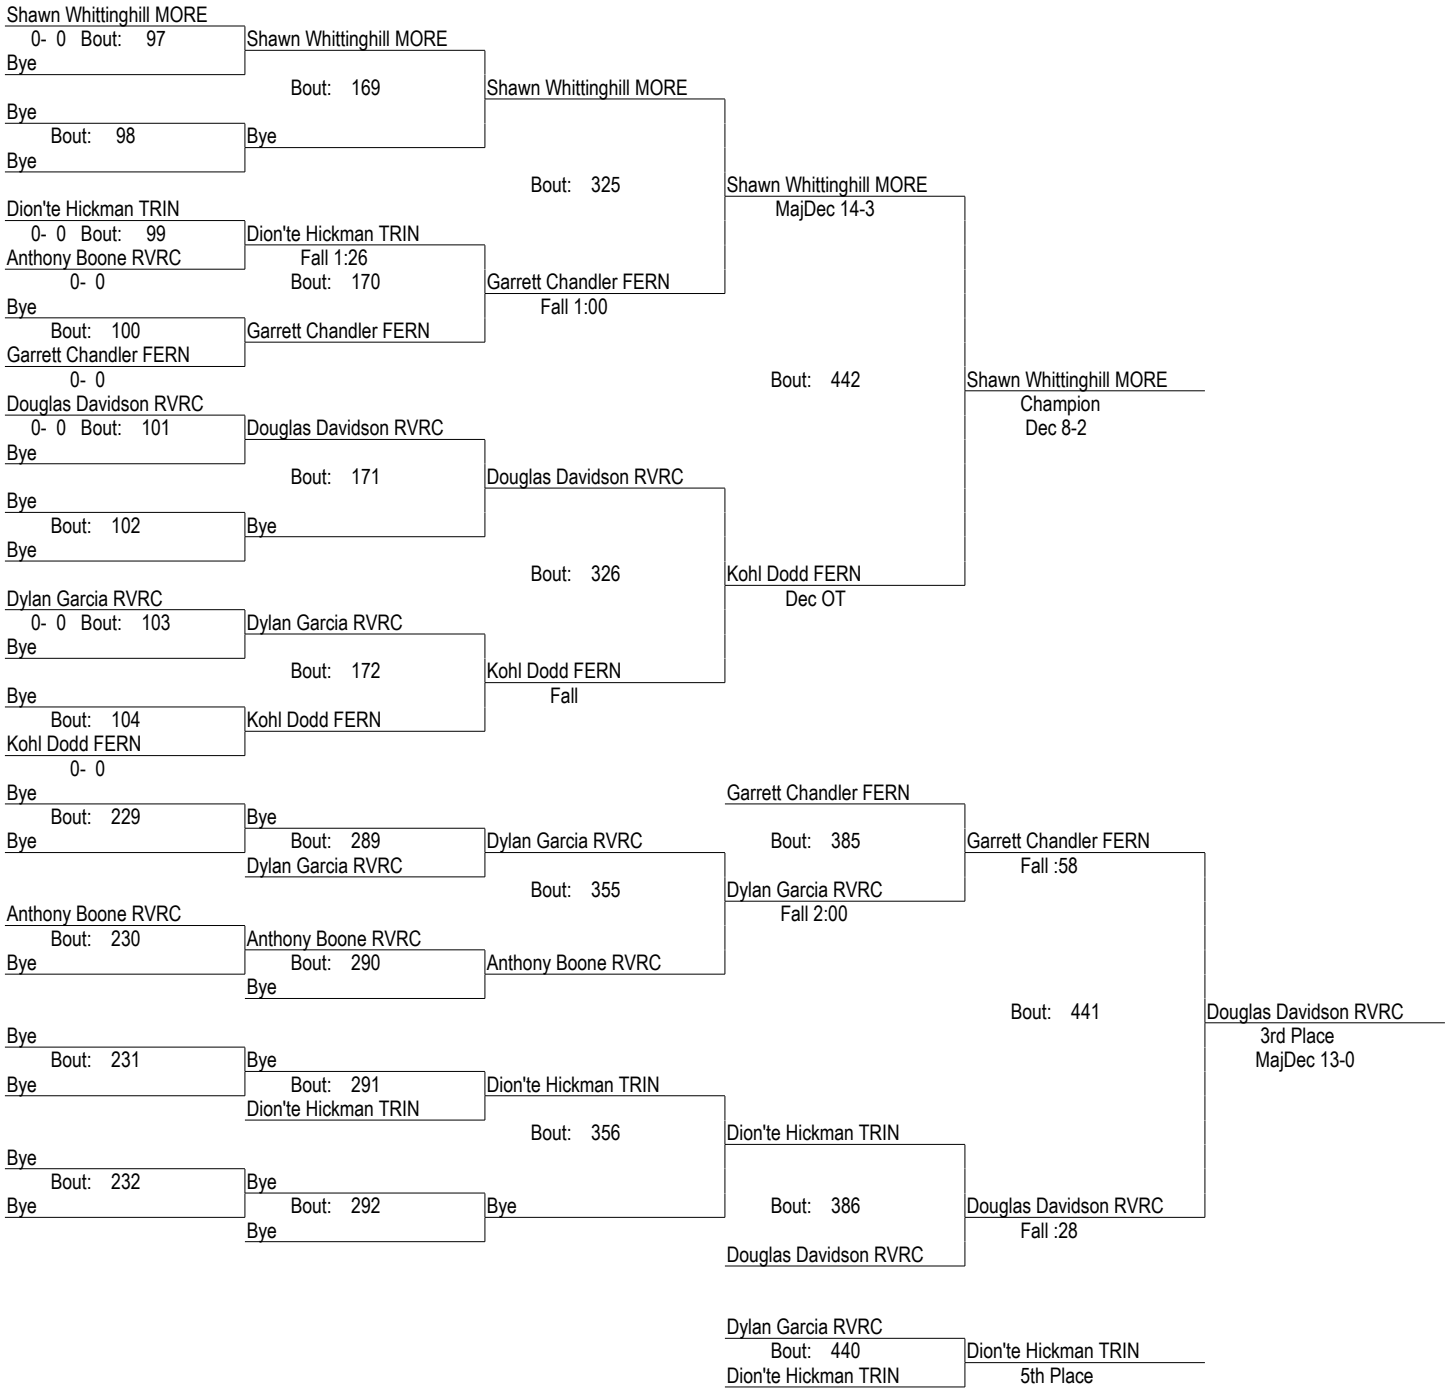 Shawn Whittinghill MORE
0- 0 Bout: 97 Shawn Whittinghill MORE
Bye
Bout: 169 Shawn Whittinghill MORE
Bye
Bout: 98 Bye
Bye
Bout: 325 Shawn Whittinghill MORE
Dion'te Hickman TRIN MajDec 14-3
0- 0 Bout: 99 Dion'te Hickman TRIN
Anthony Boone RVRC Fall 1:26
0- 0 Bout: 170 Garrett Chandler FERN
Bye Fall 1:00
Bout: 100 Garrett Chandler FERN
Garrett Chandler FERN
0- 0 Bout: 442 Shawn Whittinghill MORE
Douglas Davidson RVRC Champion
0- 0 Bout: 101 Douglas Davidson RVRC Dec 8-2
Bye
Bout: 171 Douglas Davidson RVRC
Bye
Bout: 102 Bye
Bye
Bout: 326 Kohl Dodd FERN
Dylan Garcia RVRC Dec OT
0- 0 Bout: 103 Dylan Garcia RVRC
Bye
Bout: 172 Kohl Dodd FERN
Bye Fall
Bout: 104 Kohl Dodd FERN
Kohl Dodd FERN
0- 0
Bye Garrett Chandler FERN
Bout: 229 Bye
Bye Bout: 289 Dylan Garcia RVRC Bout: 385 Garrett Chandler FERN
Dylan Garcia RVRC Fall :58
Bout: 355 Dylan Garcia RVRC
Anthony Boone RVRC Fall 2:00
Bout: 230 Anthony Boone RVRC
Bye Bout: 290 Anthony Boone RVRC
Bye
Bout: 441 Douglas Davidson RVRC
Bye 3rd Place
Bout: 231 Bye MajDec 13-0
Bye Bout: 291 Dion'te Hickman TRIN
Dion'te Hickman TRIN
Bout: 356 Dion'te Hickman TRIN
Bye
Bout: 232 Bye
Bye Bout: 292 Bye Bout: 386 Douglas Davidson RVRC
Bye Fall :28
Douglas Davidson RVRC
Dylan Garcia RVRC
Bout: 440 Dion'te Hickman TRIN
Dion'te Hickman TRIN 5th Place